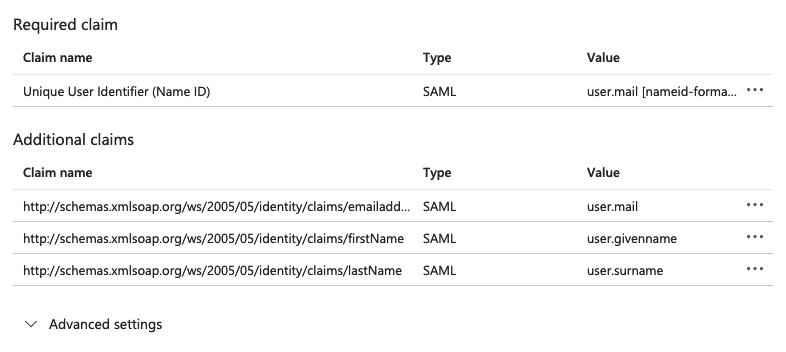 Required claim
Claim name Type Value
Unique User Identifier (Name ID) SAML user.mail [nameid-forma... ...
Additional claims
Claim name Type Value
http://schemas.xmlsoap.org/ws/2005/05/identity/claims/emailadd... SAML user.mail ...
http://schemas.xmlsoap.org/ws/2005/05/identity/claims/firstName SAML user.givenname ...
http://schemas.xmlsoap.org/ws/2005/05/identity/claims/lastName SAML user.surname ...
Advanced settings